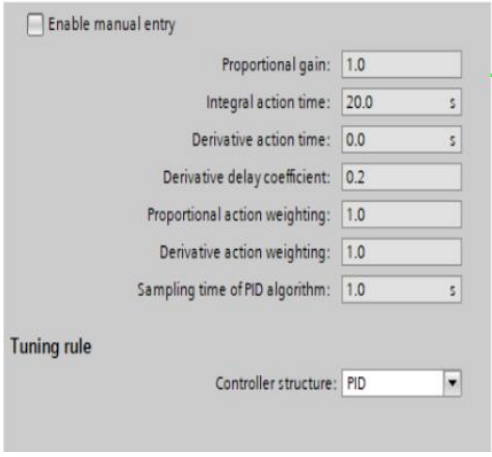 Enable manual entry
Proportional gain: 1.0
Integral action time: 20.0 s
Derivative action time: 0.0 s
Derivative delay coefficient: 0.2
Proportional action weighting: 1.0
Derivative action weighting: 1.0
Sampling time of PID algorithm: 1.0 s
Tuning rule
Controller structure: PID